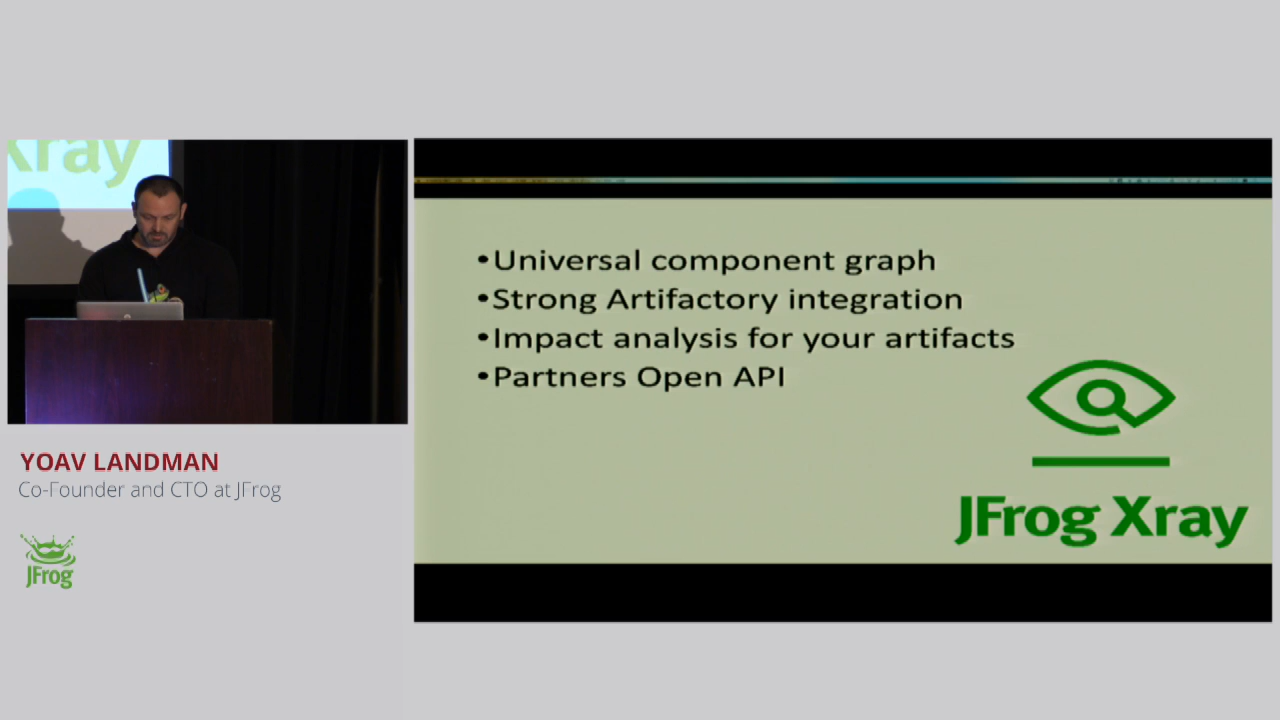 Xray
YOAV LANDMAN
Co-Founder and CTO at JFrog
JFrog
•Universal component graph
•Strong Artifactory integration
•Impact analysis for your artifacts
•Partners Open API
JFrog Xray